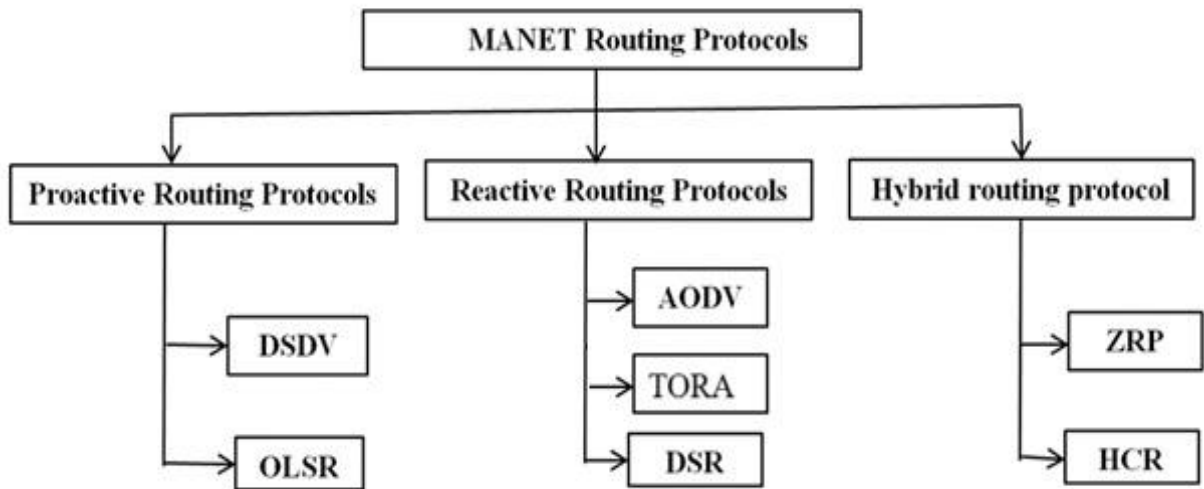 MANET Routing Protocols
Proactive Routing Protocols
Reactive Routing Protocols
Hybrid routing protocol
DSDV
OLSR
AODV
TORA
DSR
ZRP
HCR